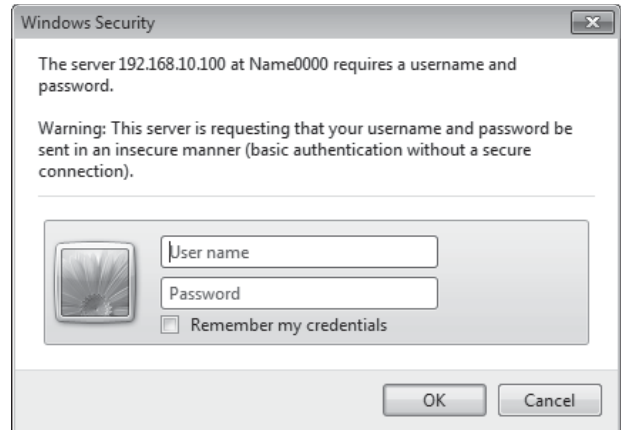 Windows Security
The server 192.168.10.100 at Name0000 requires a username and
password.
Warning: This server is requesting that your username and password be
sent in an insecure manner (basic authentication without a secure
connection).
User name
Password
Remember my credentials
OK
Cancel